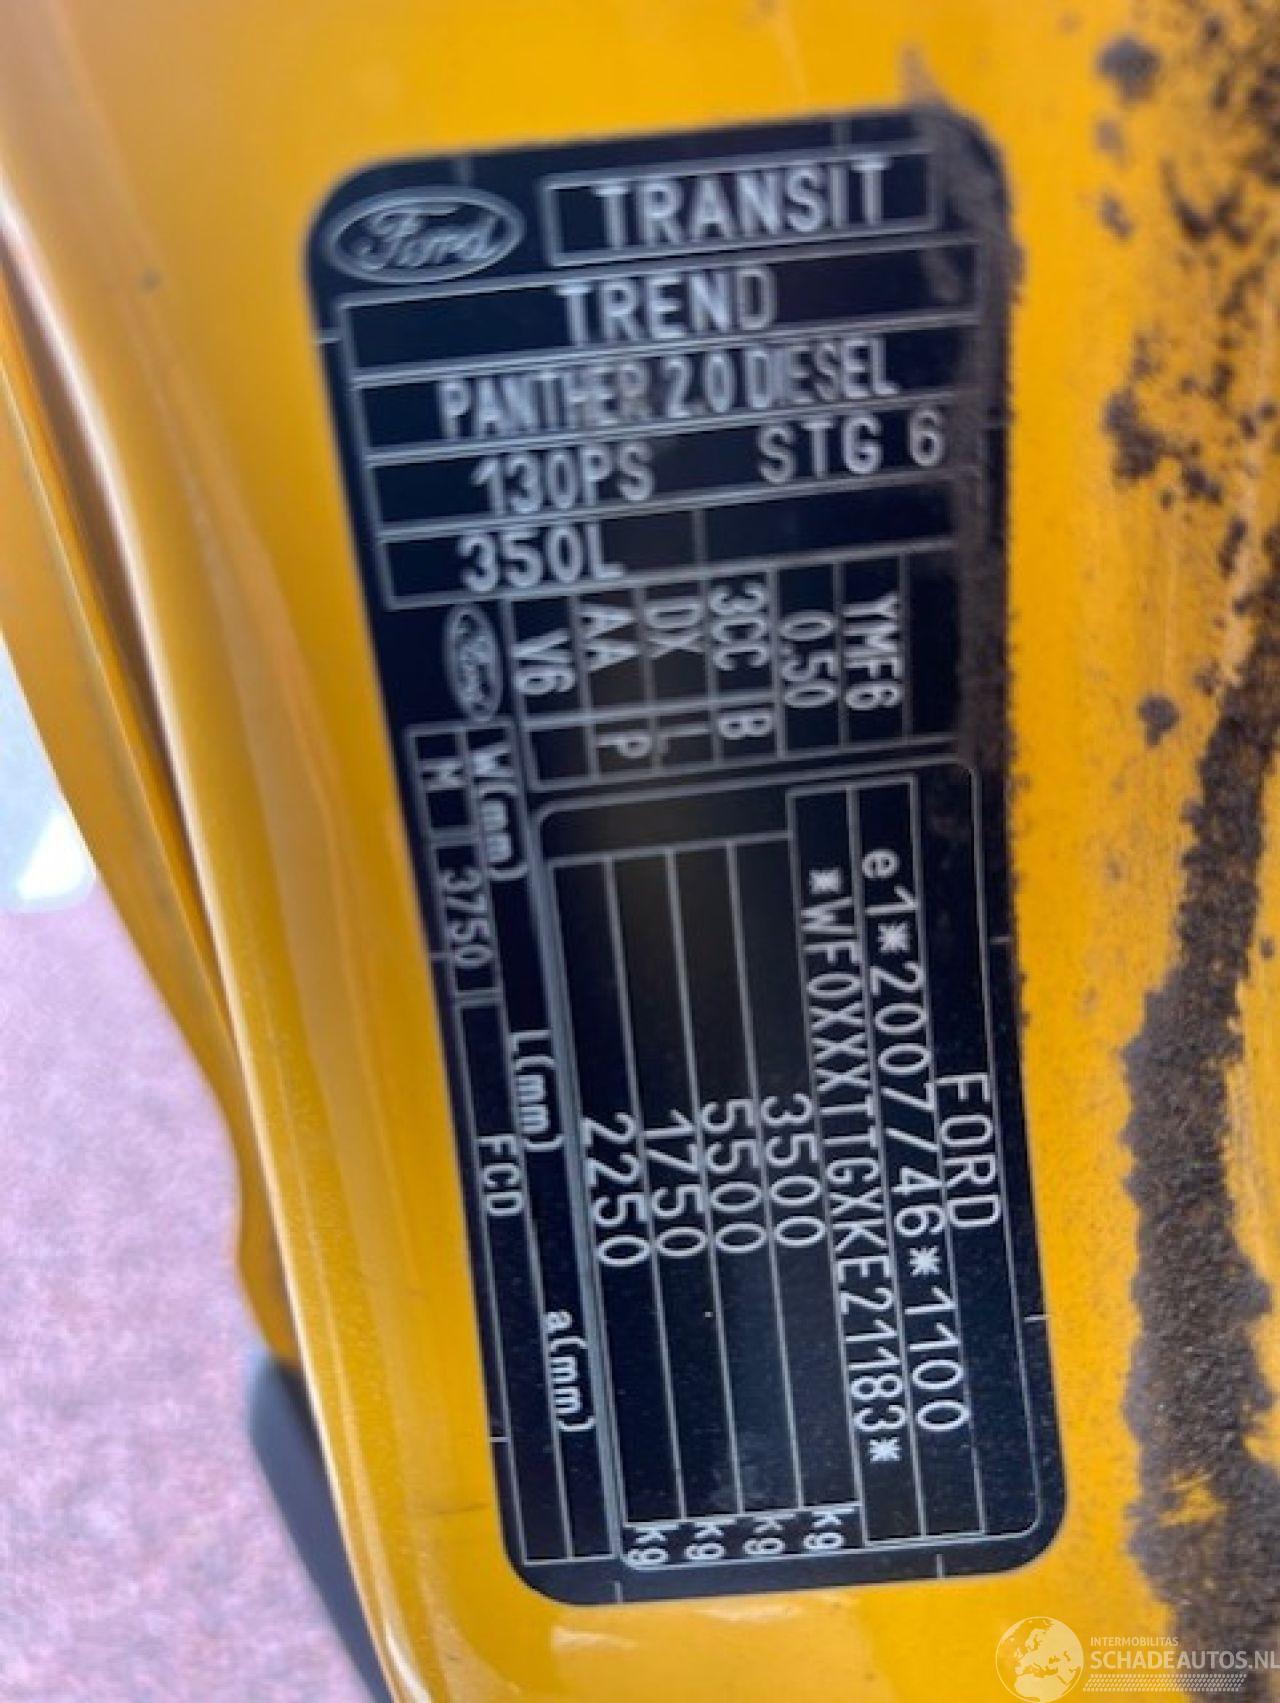 Ford TRANSIT
TREND
PANTHER 2.0 DIESEL
130PS STG 6
350L
YMF6
0.50
3CC B
DX L
AA P
V6
Ford
FORD
e1*2007/46*1100
*WF0XXXTTGXKE21183*
3500 kg
5500 kg
1750 kg
2250 kg
W(mm) L(mm) a(mm)
M 3750 FCD
INTERMOBILITAS
SCHADEAUTOS.NL